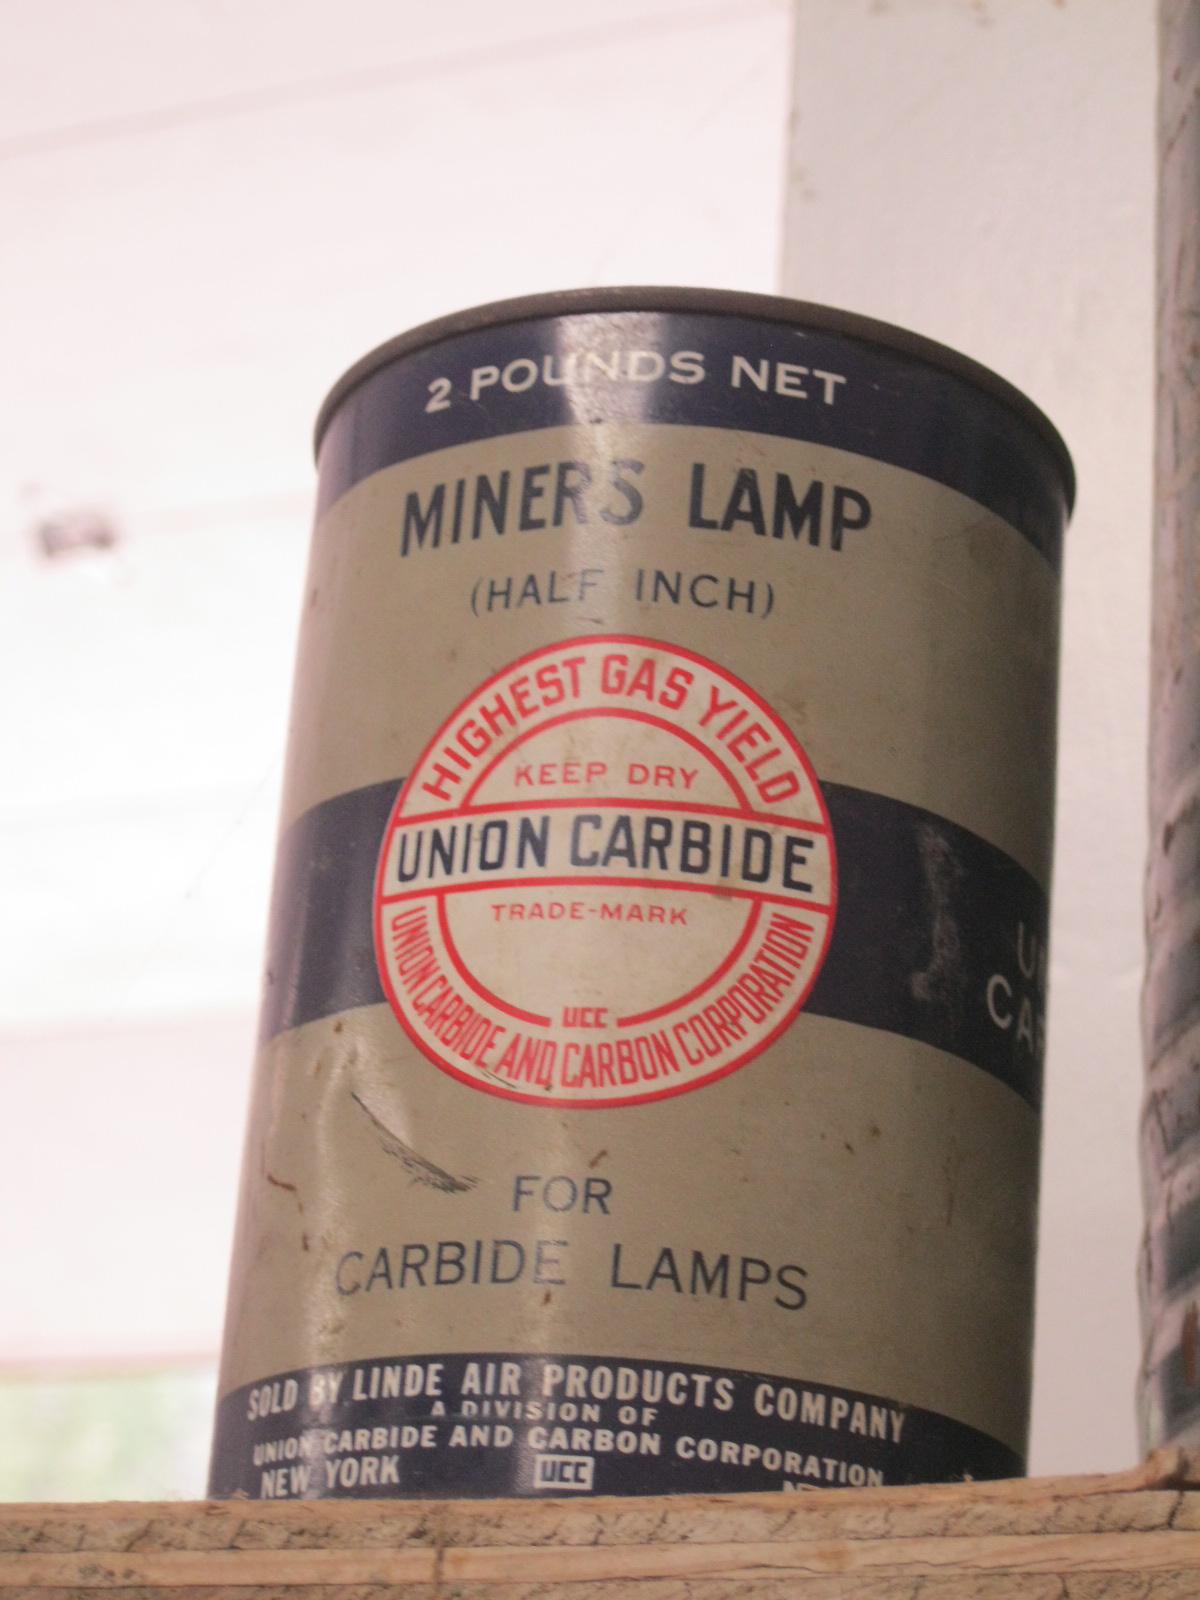 2 POUNDS NET
MINERS LAMP
(HALF INCH)
HIGHEST GAS YIELD
KEEP DRY
UNION CARBIDE
TRADE-MARK
UCC
UNION CARBIDE AND CARBON CORPORATION
FOR
CARBIDE LAMPS
SOLD BY LINDE AIR PRODUCTS COMPANY
A DIVISION OF
UNION CARBIDE AND CARBON CORPORATION
NEW YORK UCC